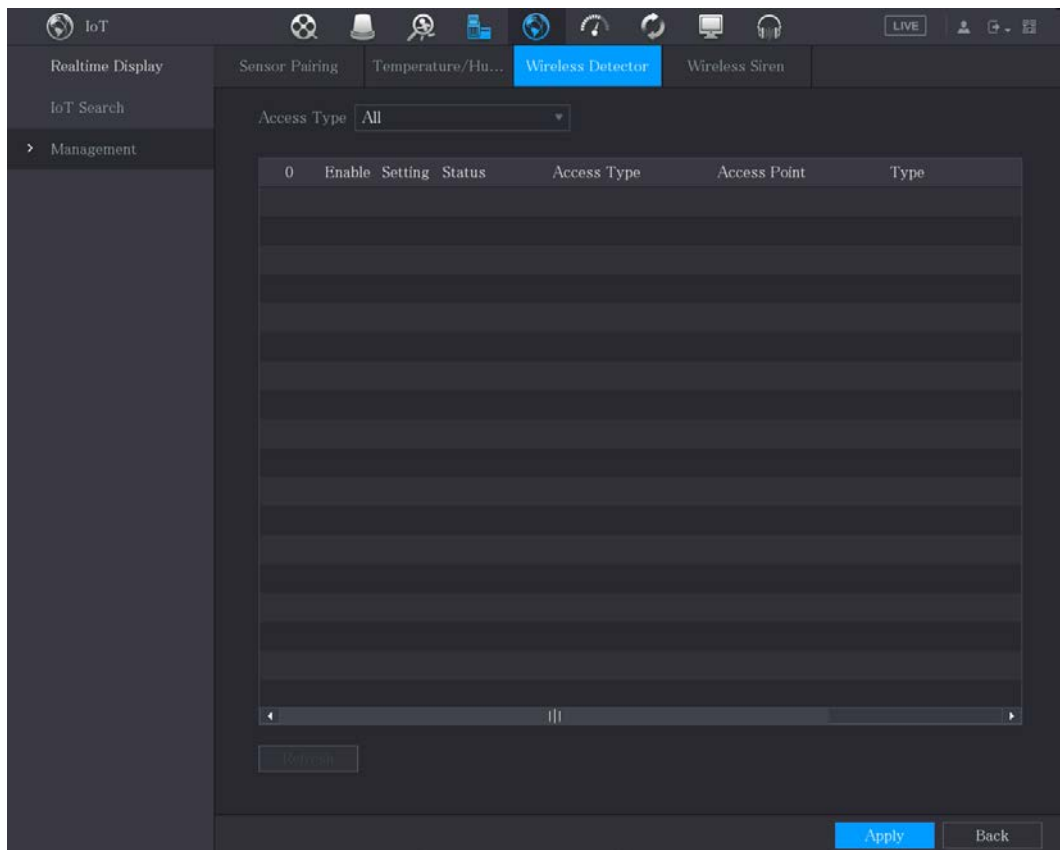 IoT
LIVE
Realtime Display
IoT Search
Management
Sensor Pairing
Temperature/Hu...
Wireless Detector
Wireless Siren
Access Type
All
0 Enable Setting Status Access Type Access Point Type
Refresh
Apply
Back